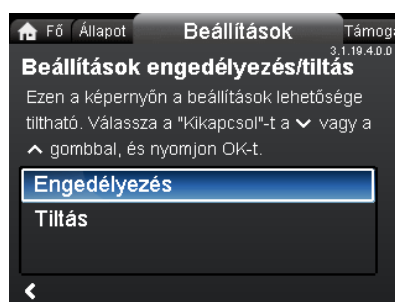 Fő Állapot Beállítások Támoga
3.1.19.4.0.0
Beállítások engedélyezés/tiltás
Ezen a képernyőn a beállítások lehetősége
tiltható. Válassza a "Kikapcsol"-t a vagy a
gombbal, és nyomjon OK-t.
Engedélyezés
Tiltás